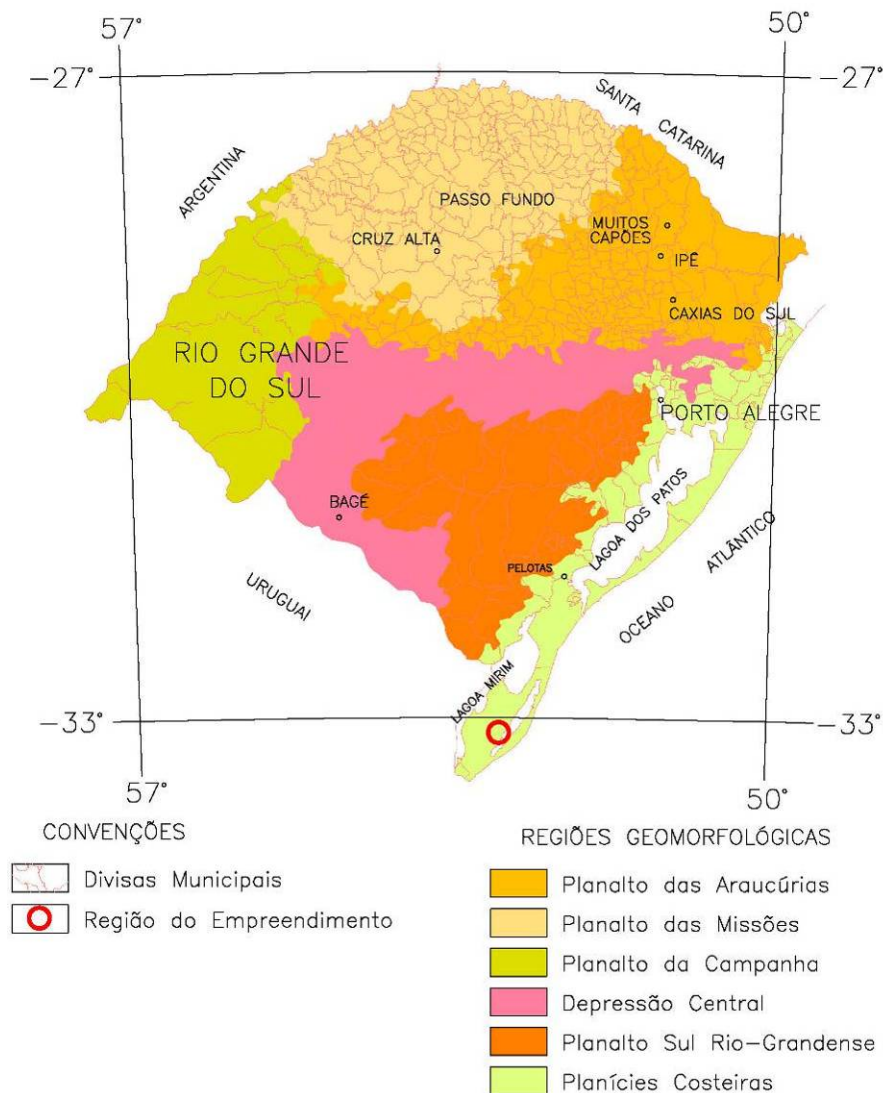 57°
50°
-27°
-27°
SANTA
CATARINA
ARGENTINA
PASSO FUNDO
MUITOS
CAPÕES
CRUZ ALTA
IPÊ
CAXIAS DO SUL
RIO GRANDE
DO SUL
PORTO ALEGRE
BAGÉ
LAGOA DOS PATOS
ATLÂNTICO
PELOTAS
URUGUAI
OCEANO
LAGOA MIRIM
-33°
-33°
57°
50°
CONVENÇÕES
Divisas Municipais
Região do Empreendimento
REGIÕES GEOMORFOLÓGICAS
Planalto das Araucúrias
Planalto das Missões
Planalto da Campanha
Depressão Central
Planalto Sul Rio-Grandense
Planícies Costeiras